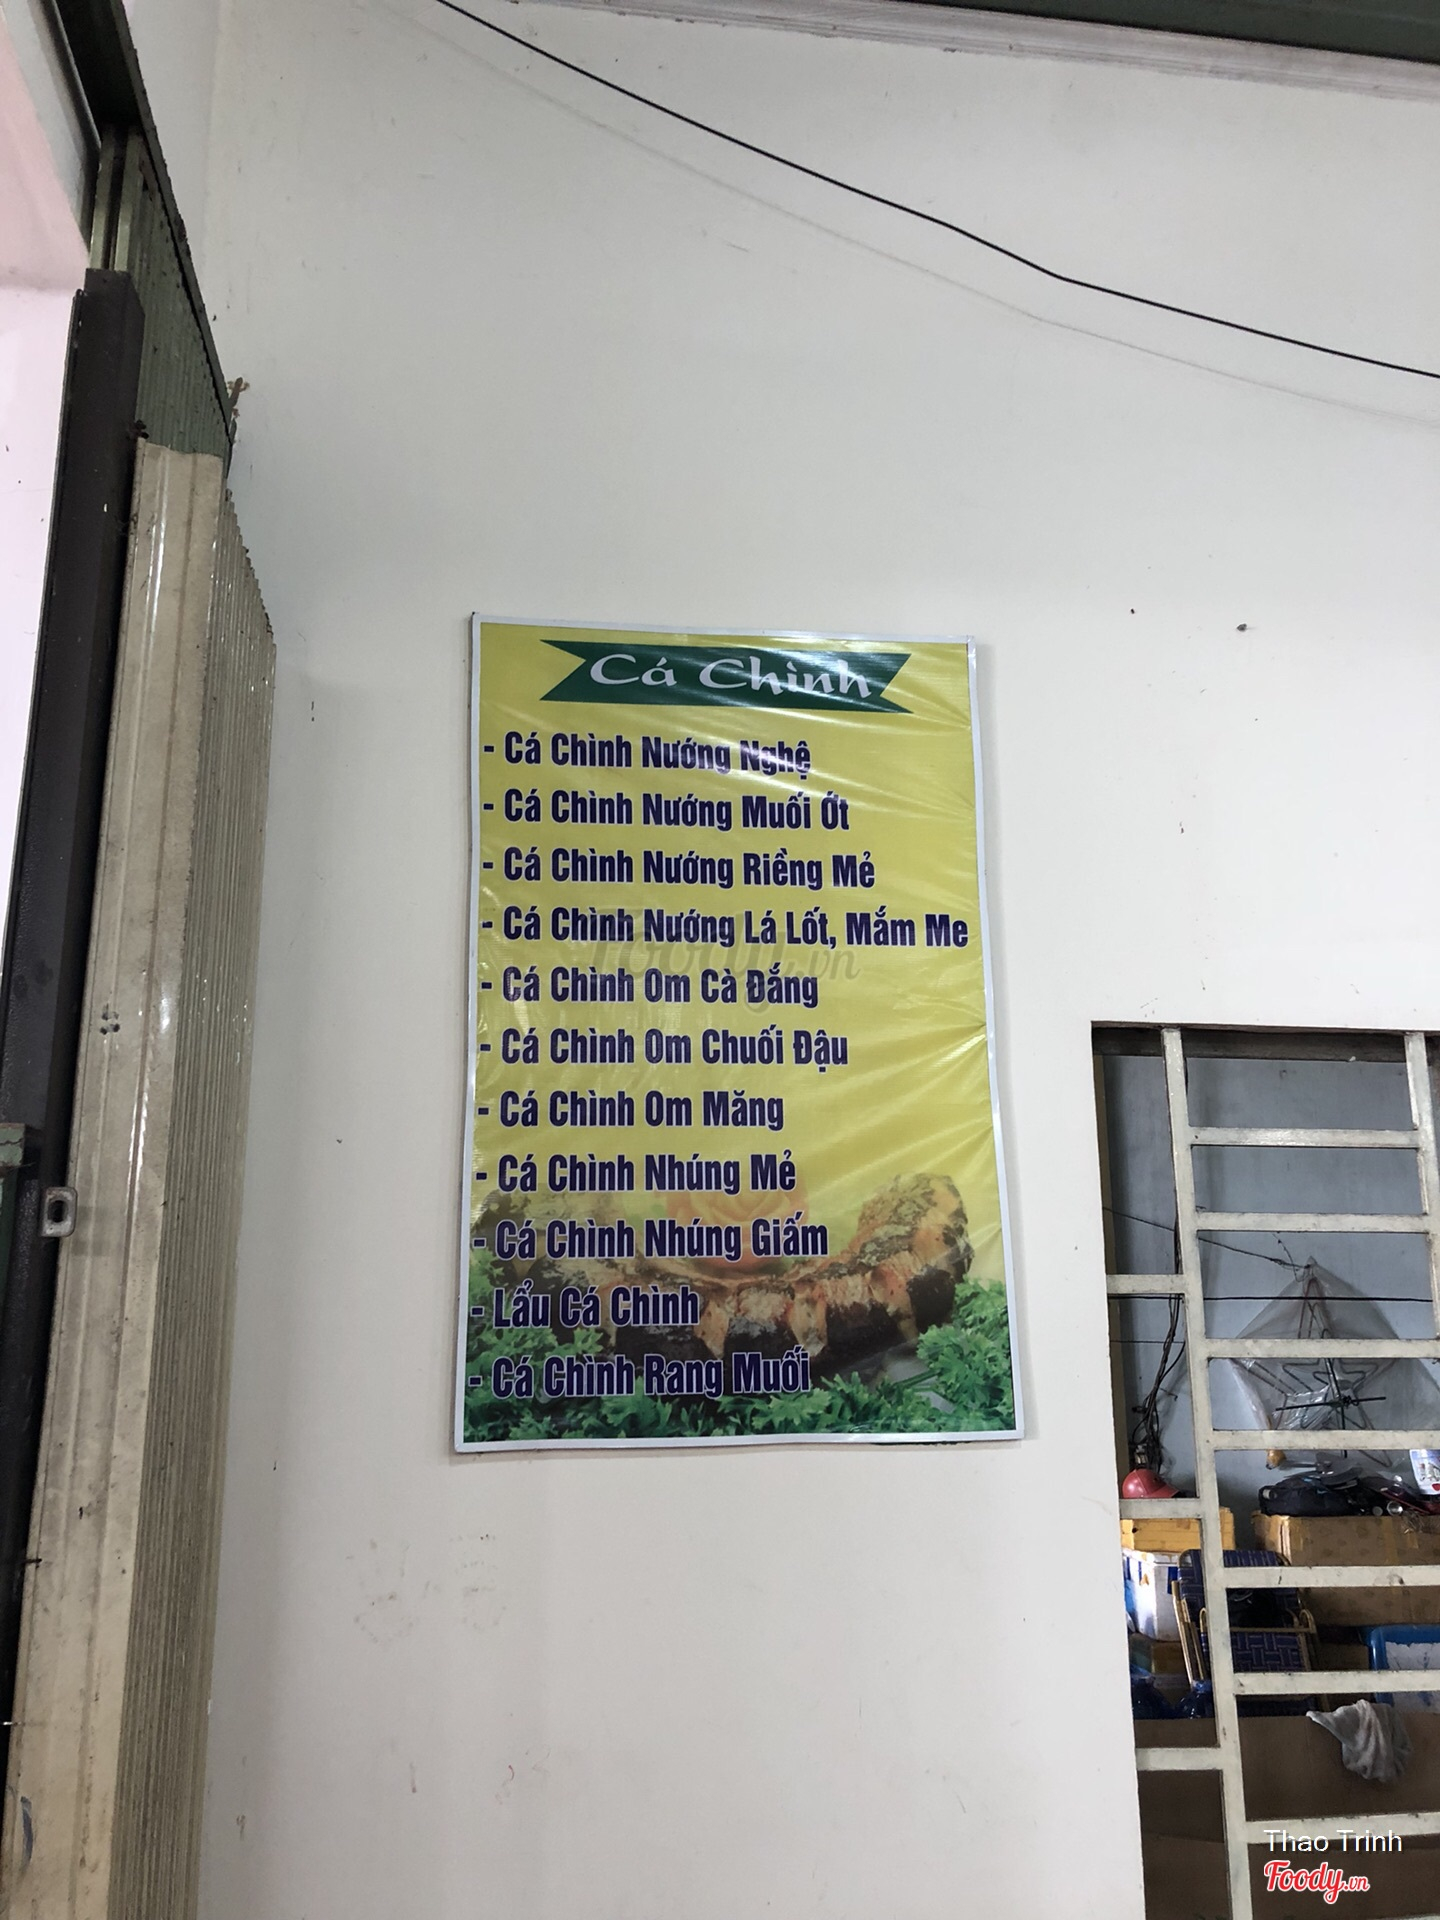 Cá Chình
- Cá Chình Nướng Nghệ
- Cá Chình Nướng Muối Ớt
- Cá Chình Nướng Riềng Mẻ
- Cá Chình Nướng Lá Lốt, Mắm Me
Foody.vn
- Cá Chình Om Cà Đắng
- Cá Chình Om Chuối Đậu
- Cá Chình Om Măng
- Cá Chình Nhúng Mẻ
- Cá Chình Nhúng Giấm
- Lẩu Cá Chình
- Cá Chình Rang Muối
Thao Trinh
Foody.vn